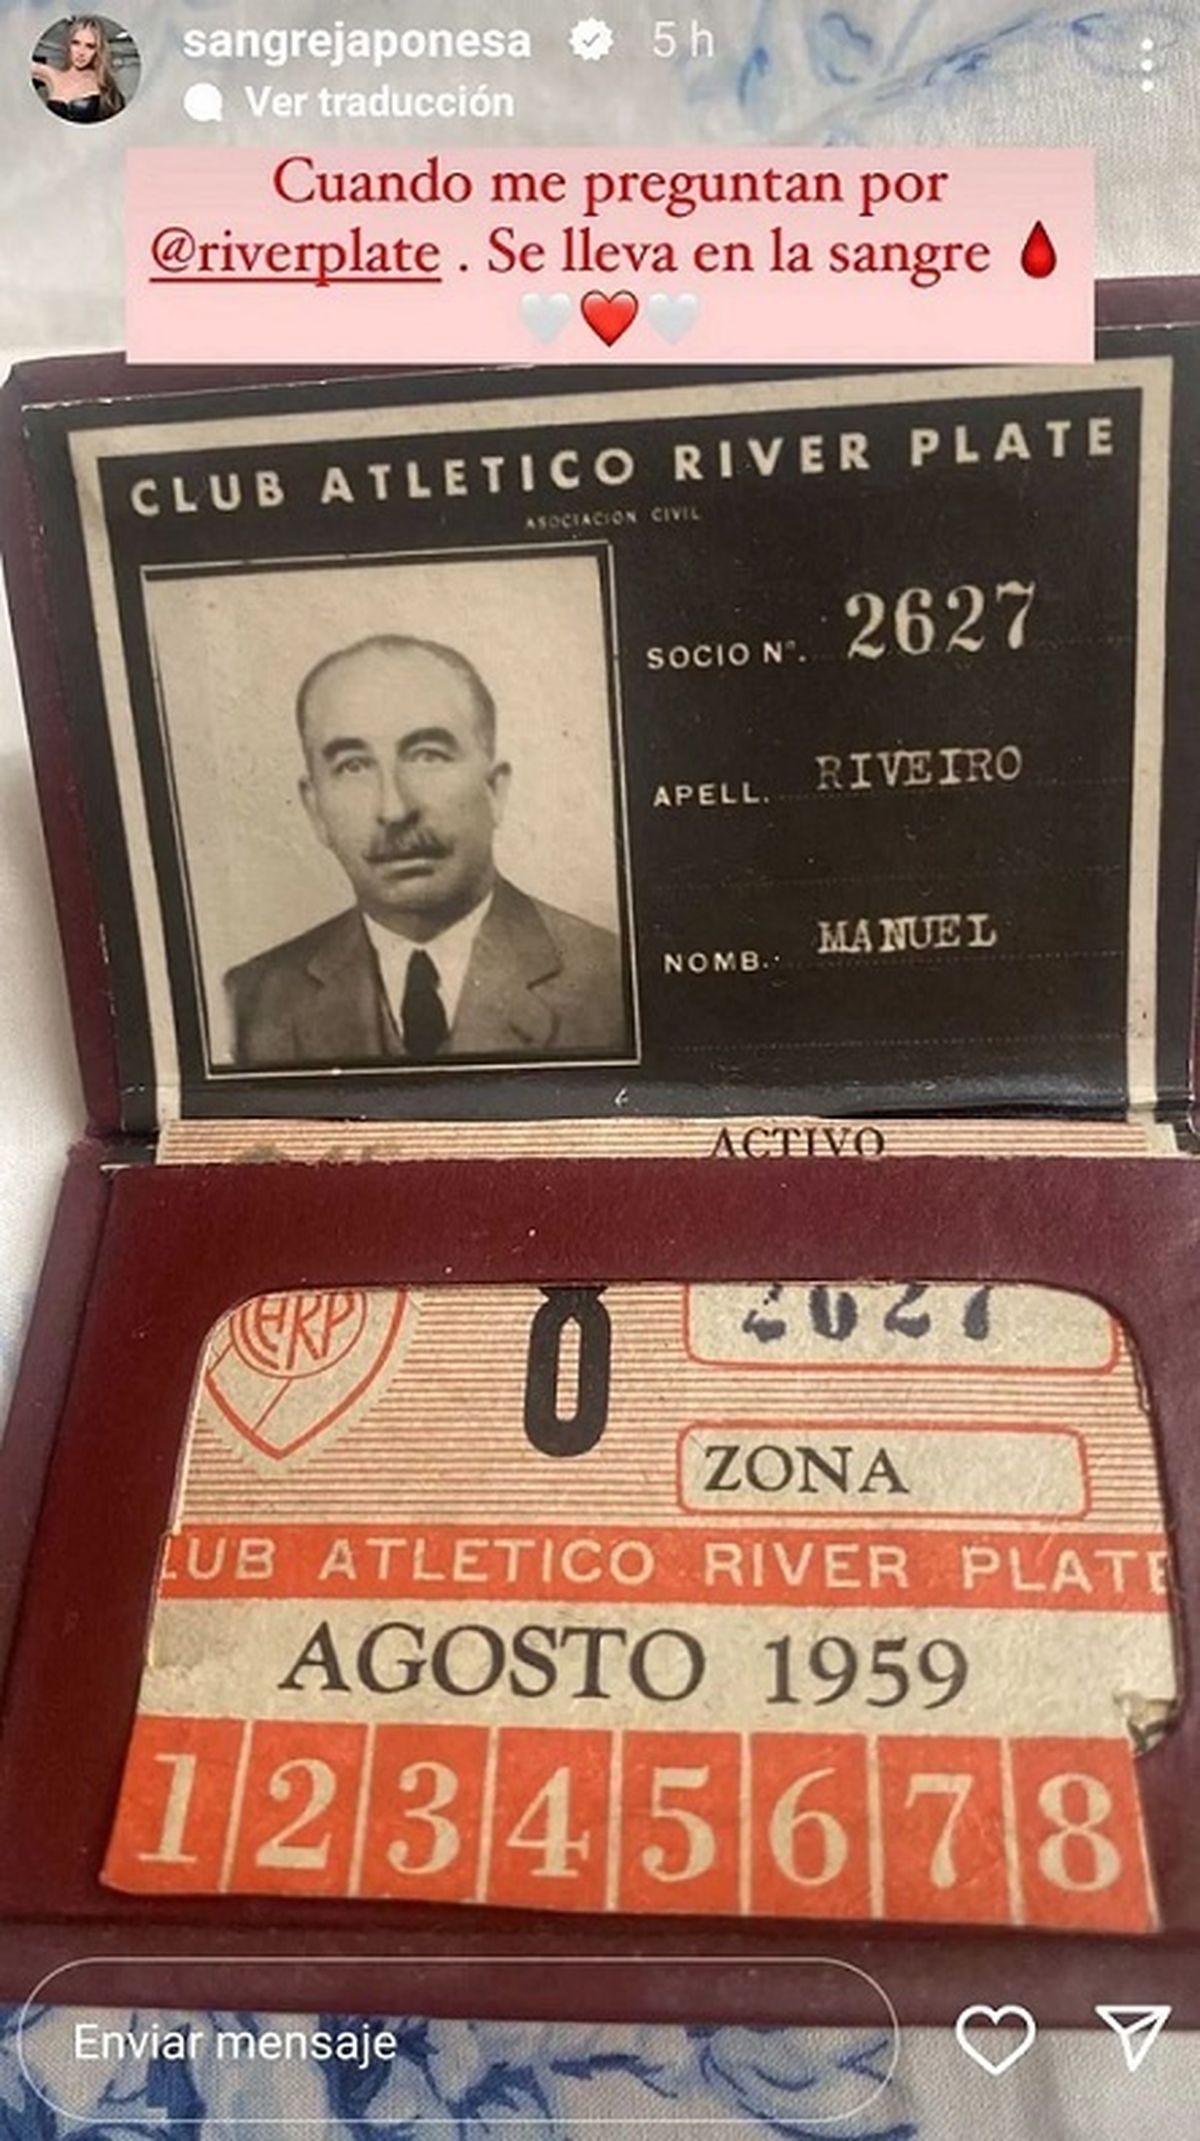 sangrejaponesa 5 h
Ver traducción
Cuando me preguntan por
@riverplate . Se lleva en la sangre 🩸
🤍❤️🤍
CLUB ATLETICO RIVER PLATE
ASOCIACION CIVIL
SOCIO Nº. 2627
APELL. RIVEIRO
NOMB. MANUEL
ACTIVO
CARP
8 2627
ZONA
LUB ATLETICO RIVER PLATE
AGOSTO 1959
1 2 3 4 5 6 7 8
Enviar mensaje